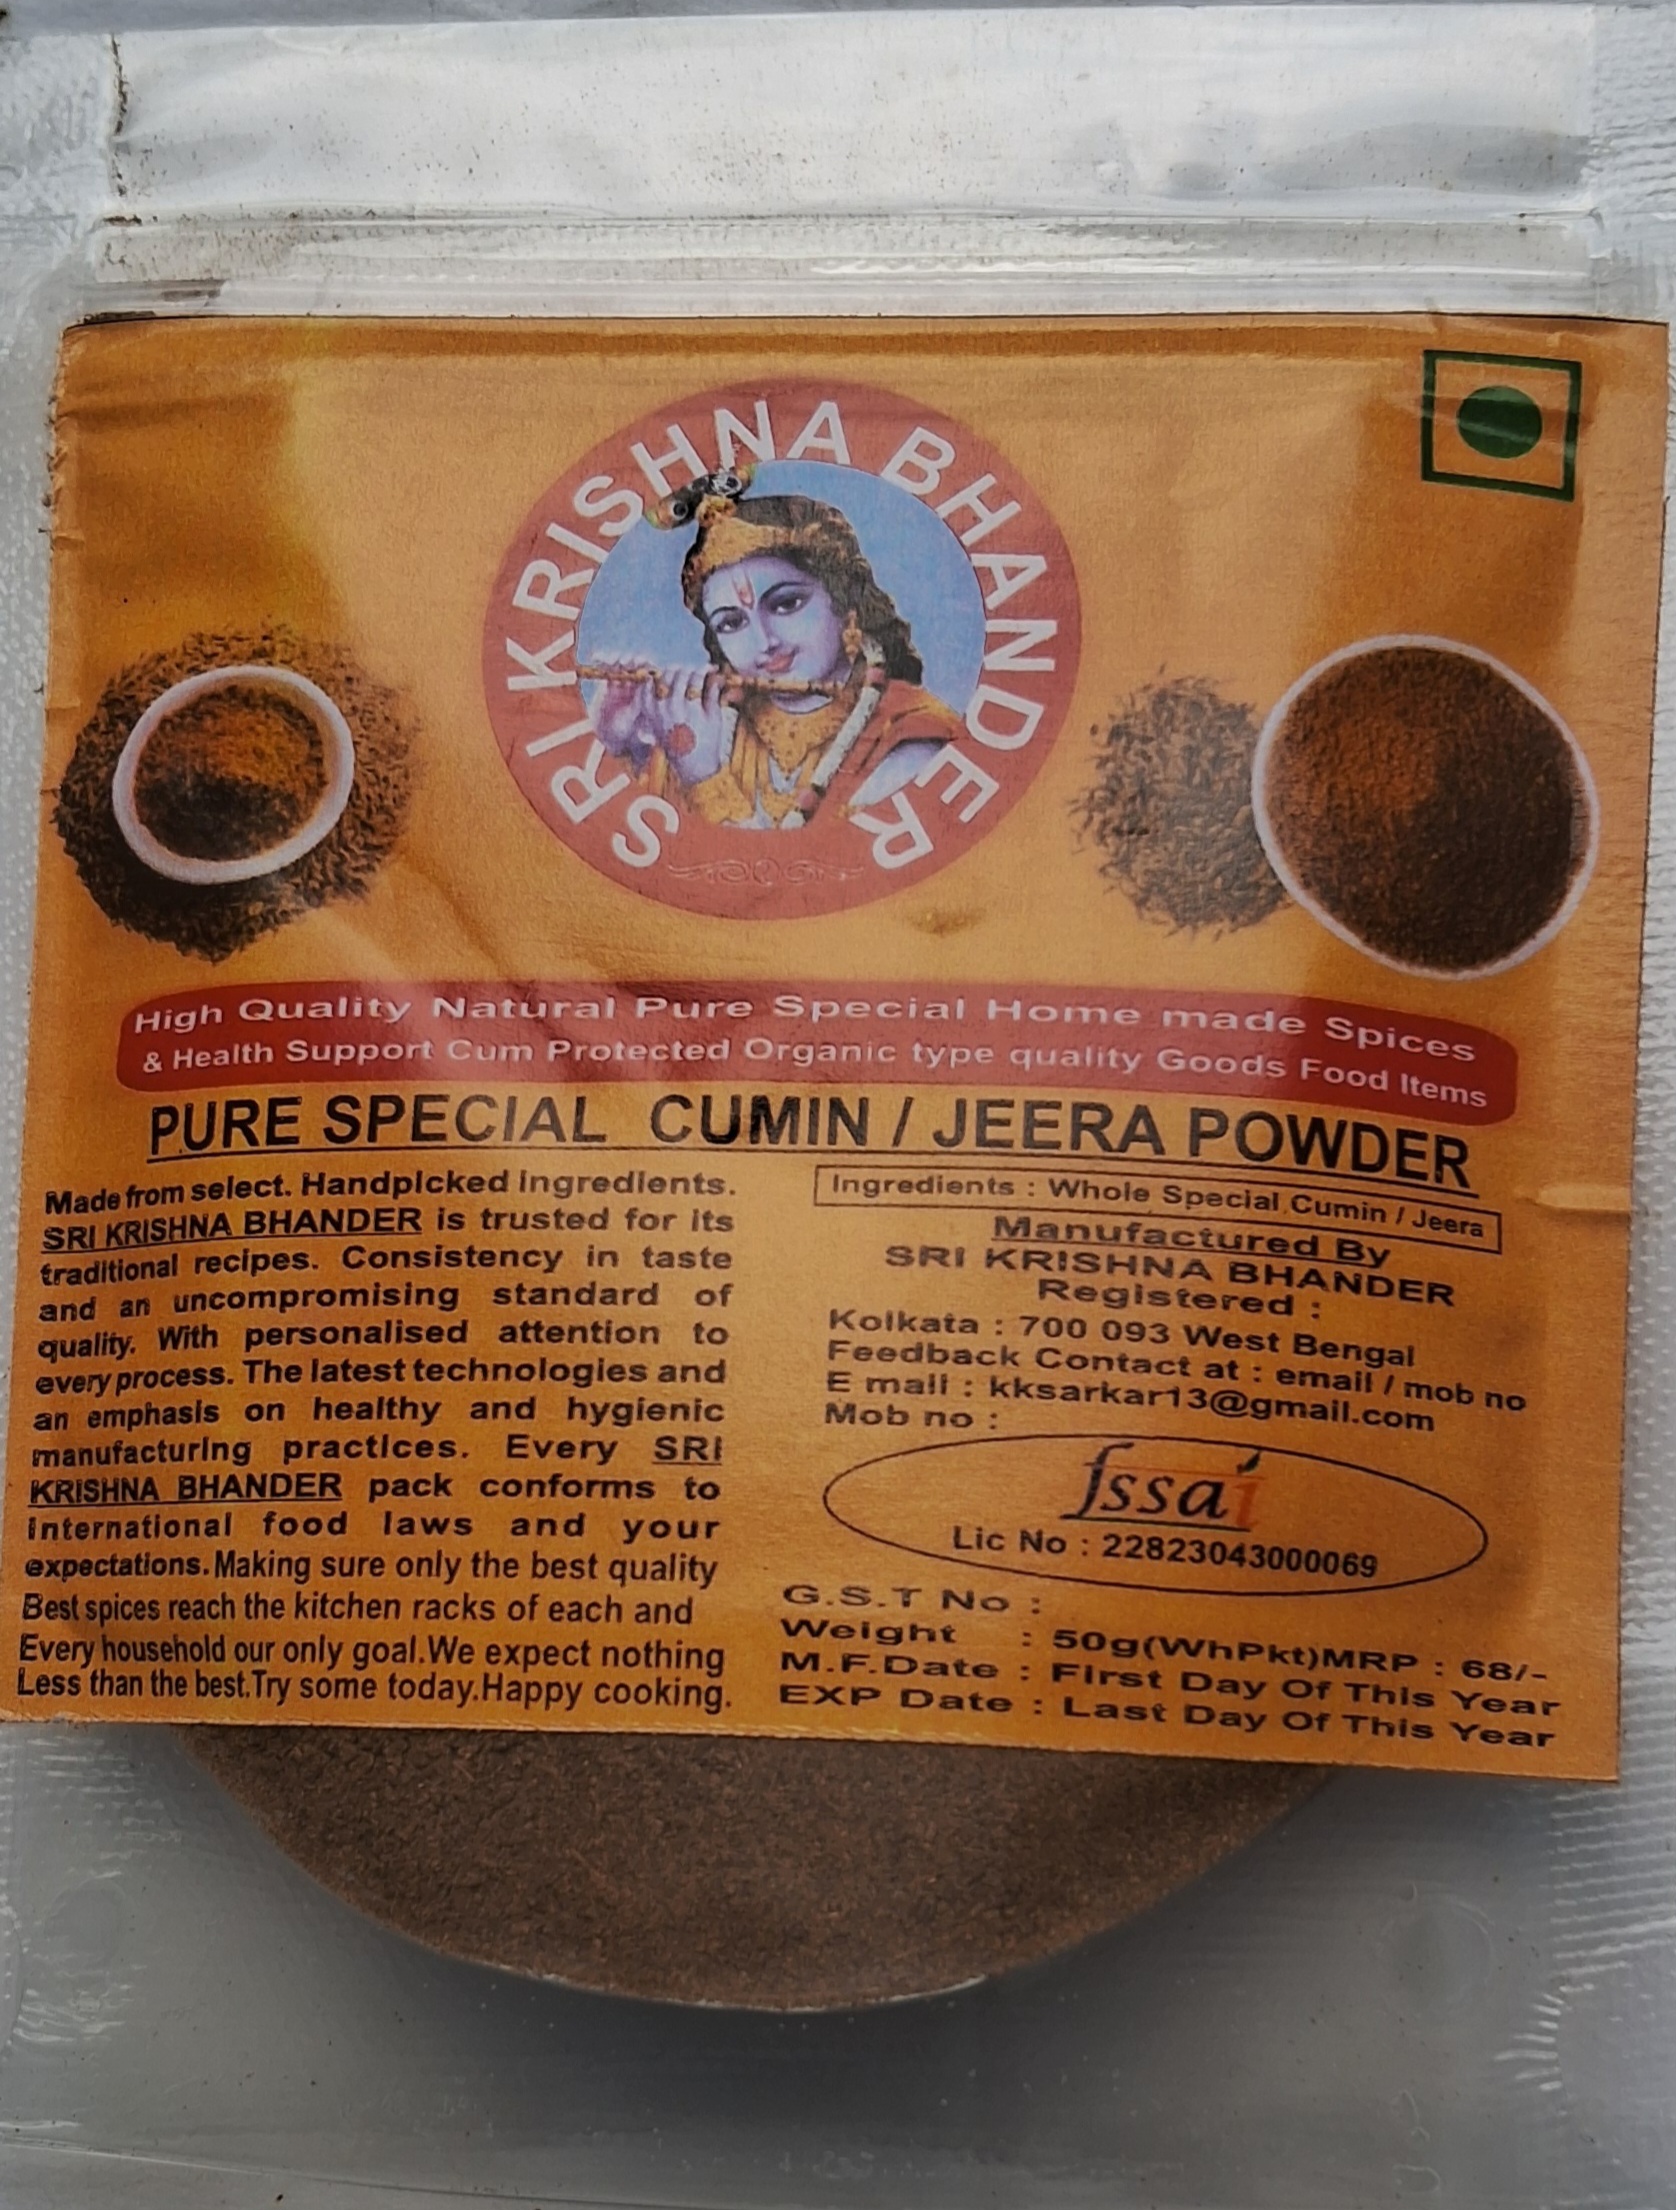 SRI KRISHNA BHANDER
High Quality Natural Pure Special Home made Spices
& Health Support Cum Protected Organic type quality Goods Food Items
PURE SPECIAL CUMIN / JEERA POWDER
Made from select. Handpicked Ingredients.
SRI KRISHNA BHANDER is trusted for its
traditional recipes. Consistency in taste
and an uncompromising standard of
quality. With personalised attention to
every process. The latest technologies and
an emphasis on healthy and hygienic
manufacturing practices. Every SRI
KRISHNA BHANDER pack conforms to
international food laws and your
expectations. Making sure only the best quality
Best spices reach the kitchen racks of each and
Every household our only goal.We expect nothing
Less than the best.Try some today.Happy cooking.
Ingredients : Whole Special Cumin / Jeera
Manufactured By
SRI KRISHNA BHANDER
Registered :
Kolkata : 700 093 West Bengal
Feedback Contact at : email / mob no
E mail : kksarkar13@gmail.com
Mob no :
fssai
Lic No : 22823043000069
G.S.T No :
Weight : 50g(WhPkt)MRP : 68/-
M.F.Date : First Day Of This Year
EXP Date : Last Day Of This Year